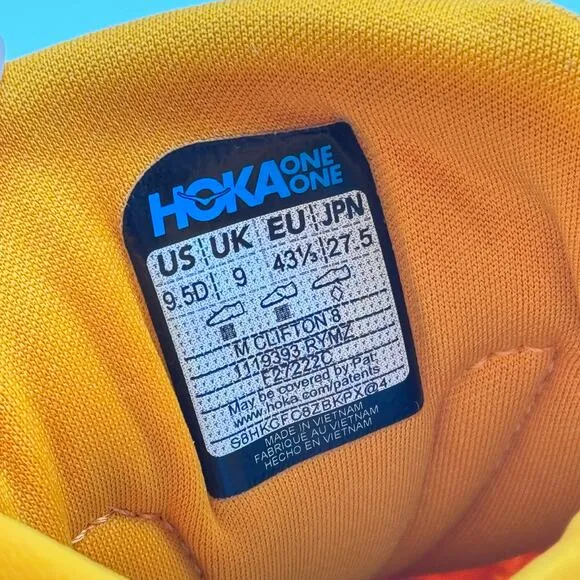 HOKA ONE ONE
US UK EU JPN
9.5D 9 43⅓ 27.5
M CLIFTON 8
1119393 RYMZ
F27222C
May be covered by Pat.
www.hoka.com/patents
S8HKCFC8ZBKPX@4
MADE IN VIETNAM
FABRIQUÉ AU VIETNAM
HECHO EN VIETNAM